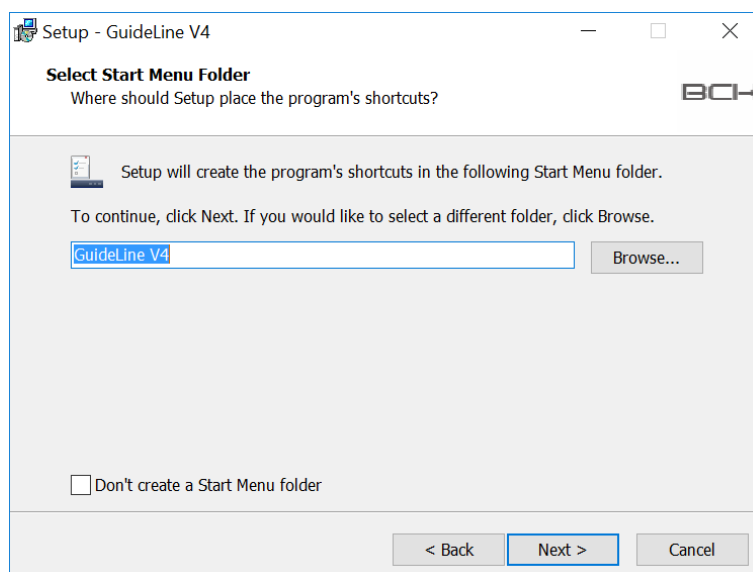 Setup - GuideLine V4
Select Start Menu Folder
Where should Setup place the program's shortcuts?
Setup will create the program's shortcuts in the following Start Menu folder.
To continue, click Next. If you would like to select a different folder, click Browse.
GuideLine V4
Browse...
Don't create a Start Menu folder
< Back
Next >
Cancel